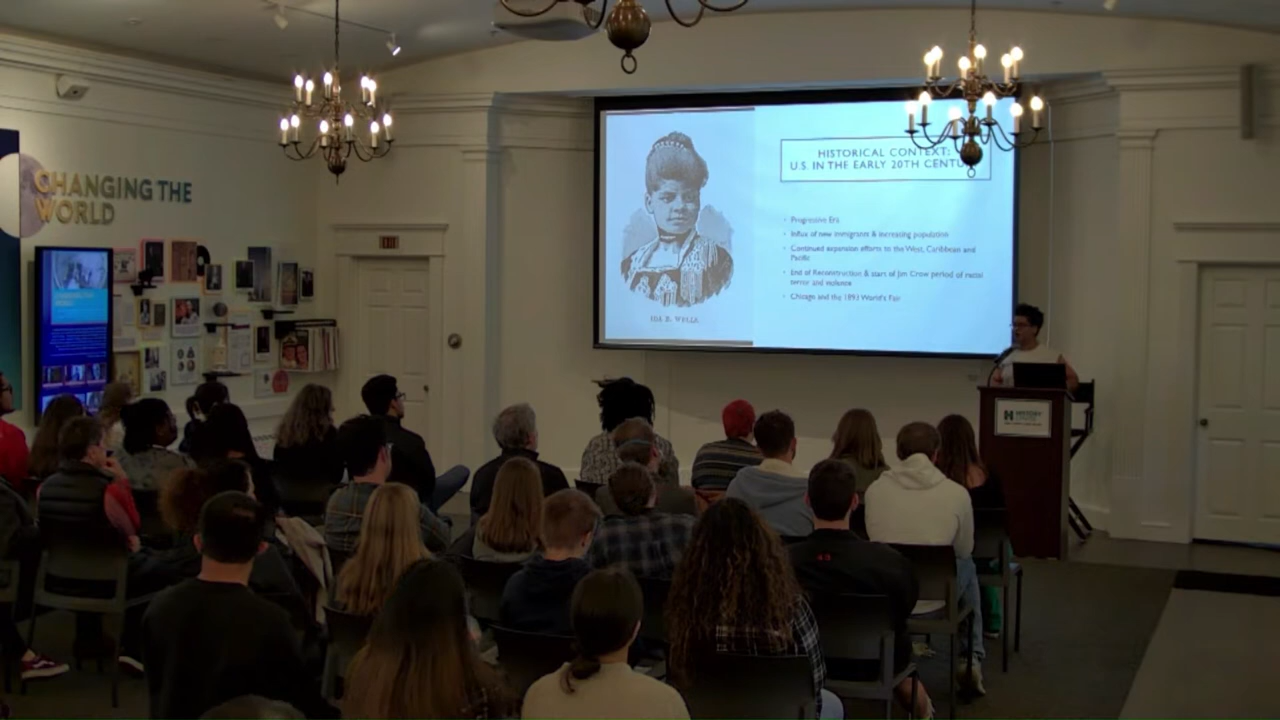 CHANGING THE
WORLD
HISTORICAL CONTEXT:
U.S. IN THE EARLY 20TH CENTU
• Progressive Era
• Influx of new immigrants & increasing population
• Continued expansion efforts to the West, Caribbean and
Pacific
• End of Reconstruction & start of Jim Crow period of racial
terror and violence
• Chicago and the 1893 World's Fair
IDA B. WELLS.
H HISTORY